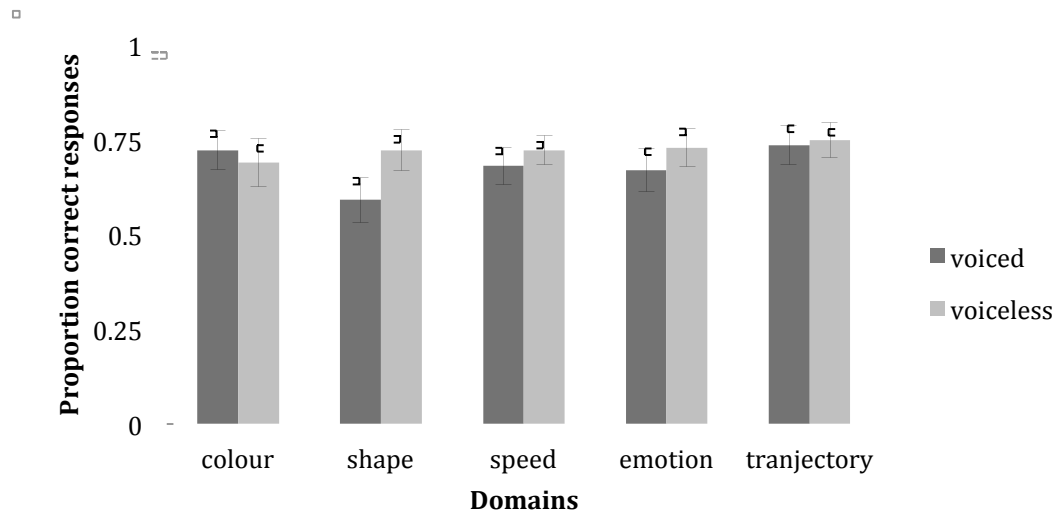 1
0.75
0.5
0.25
0
Proportion correct responses
colour shape speed emotion tranjectory
Domains
voiced
voiceless